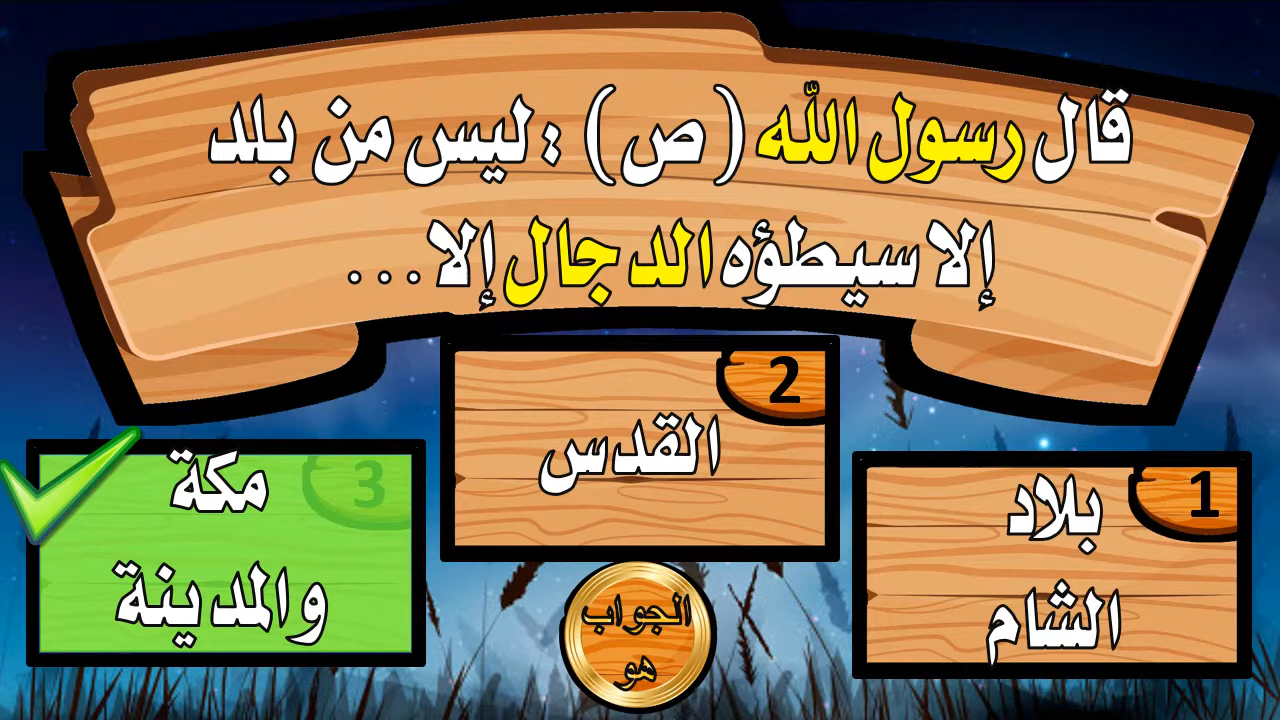 قال رسول الله (ص) : ليس من بلد
إلا سيطؤه الدجال إلا...
1
بلاد
الشام
2
القدس
3
مكة
والمدينة
الجواب
هو